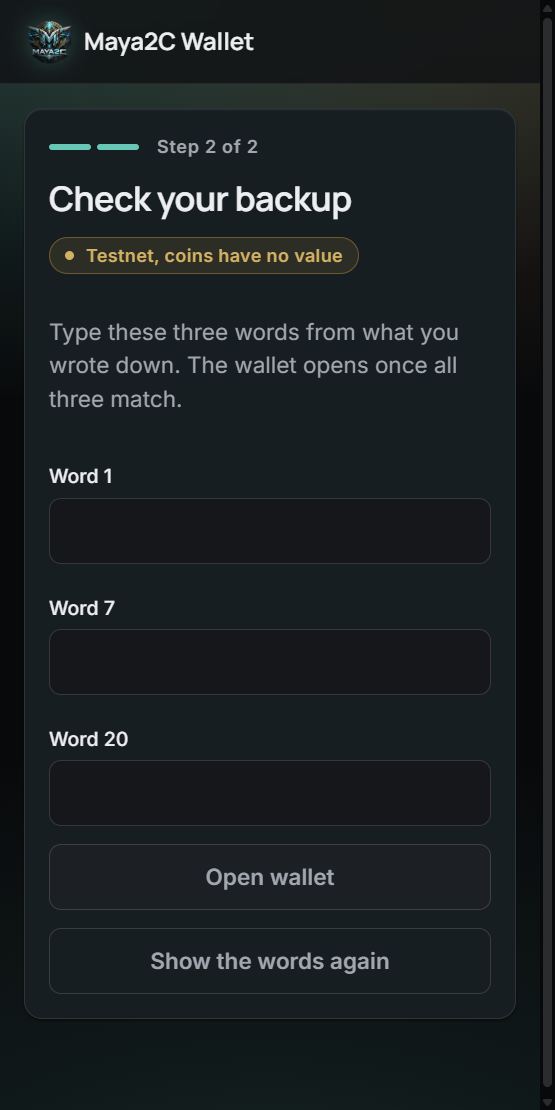 MAYA2C
Maya2C Wallet
Step 2 of 2
Check your backup
Testnet, coins have no value
Type these three words from what you
wrote down. The wallet opens once all
three match.
Word 1
Word 7
Word 20
Open wallet
Show the words again